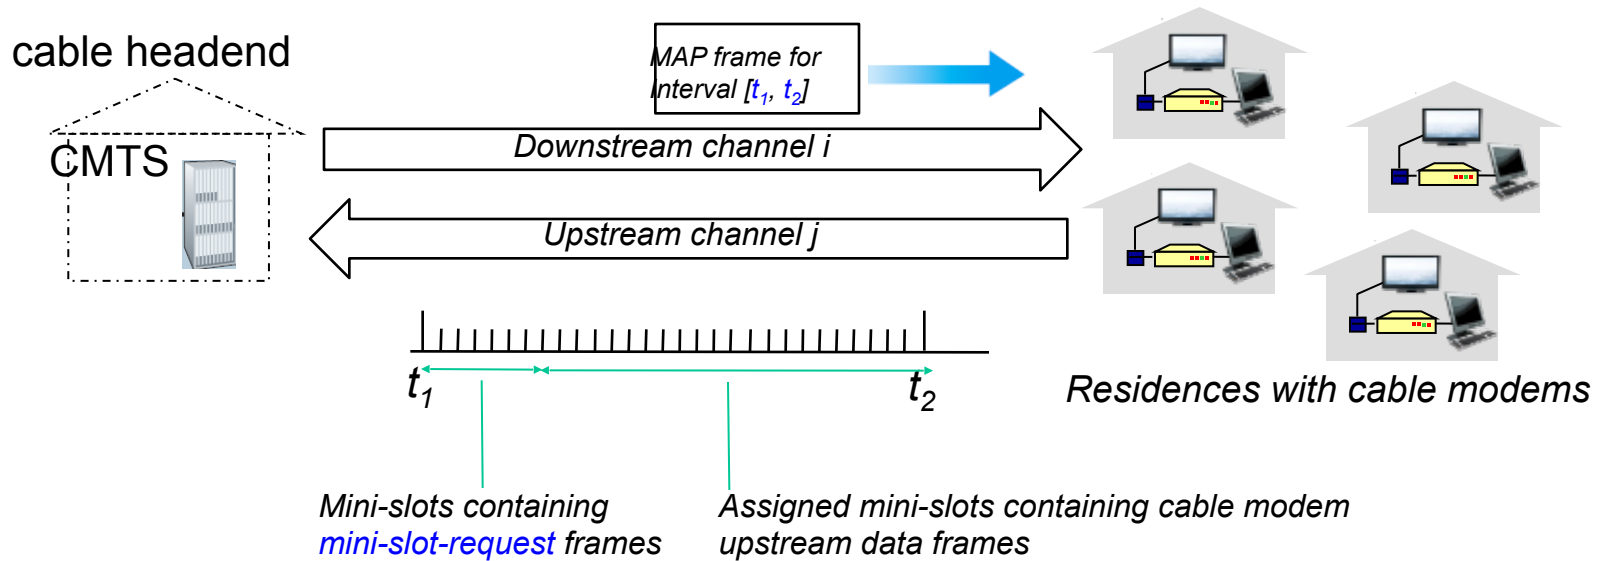 cable headend
MAP frame for
Interval [t1, t2]
CMTS
Downstream channel i
Upstream channel j
t1
t2
Residences with cable modems
Mini-slots containing
mini-slot-request frames
Assigned mini-slots containing cable modem
upstream data frames